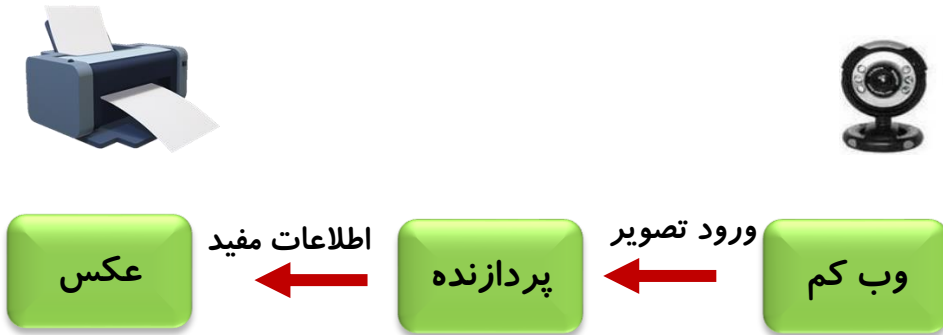 ورود تصویر
اطلاعات مفید
وب کم
پردازنده
عکس